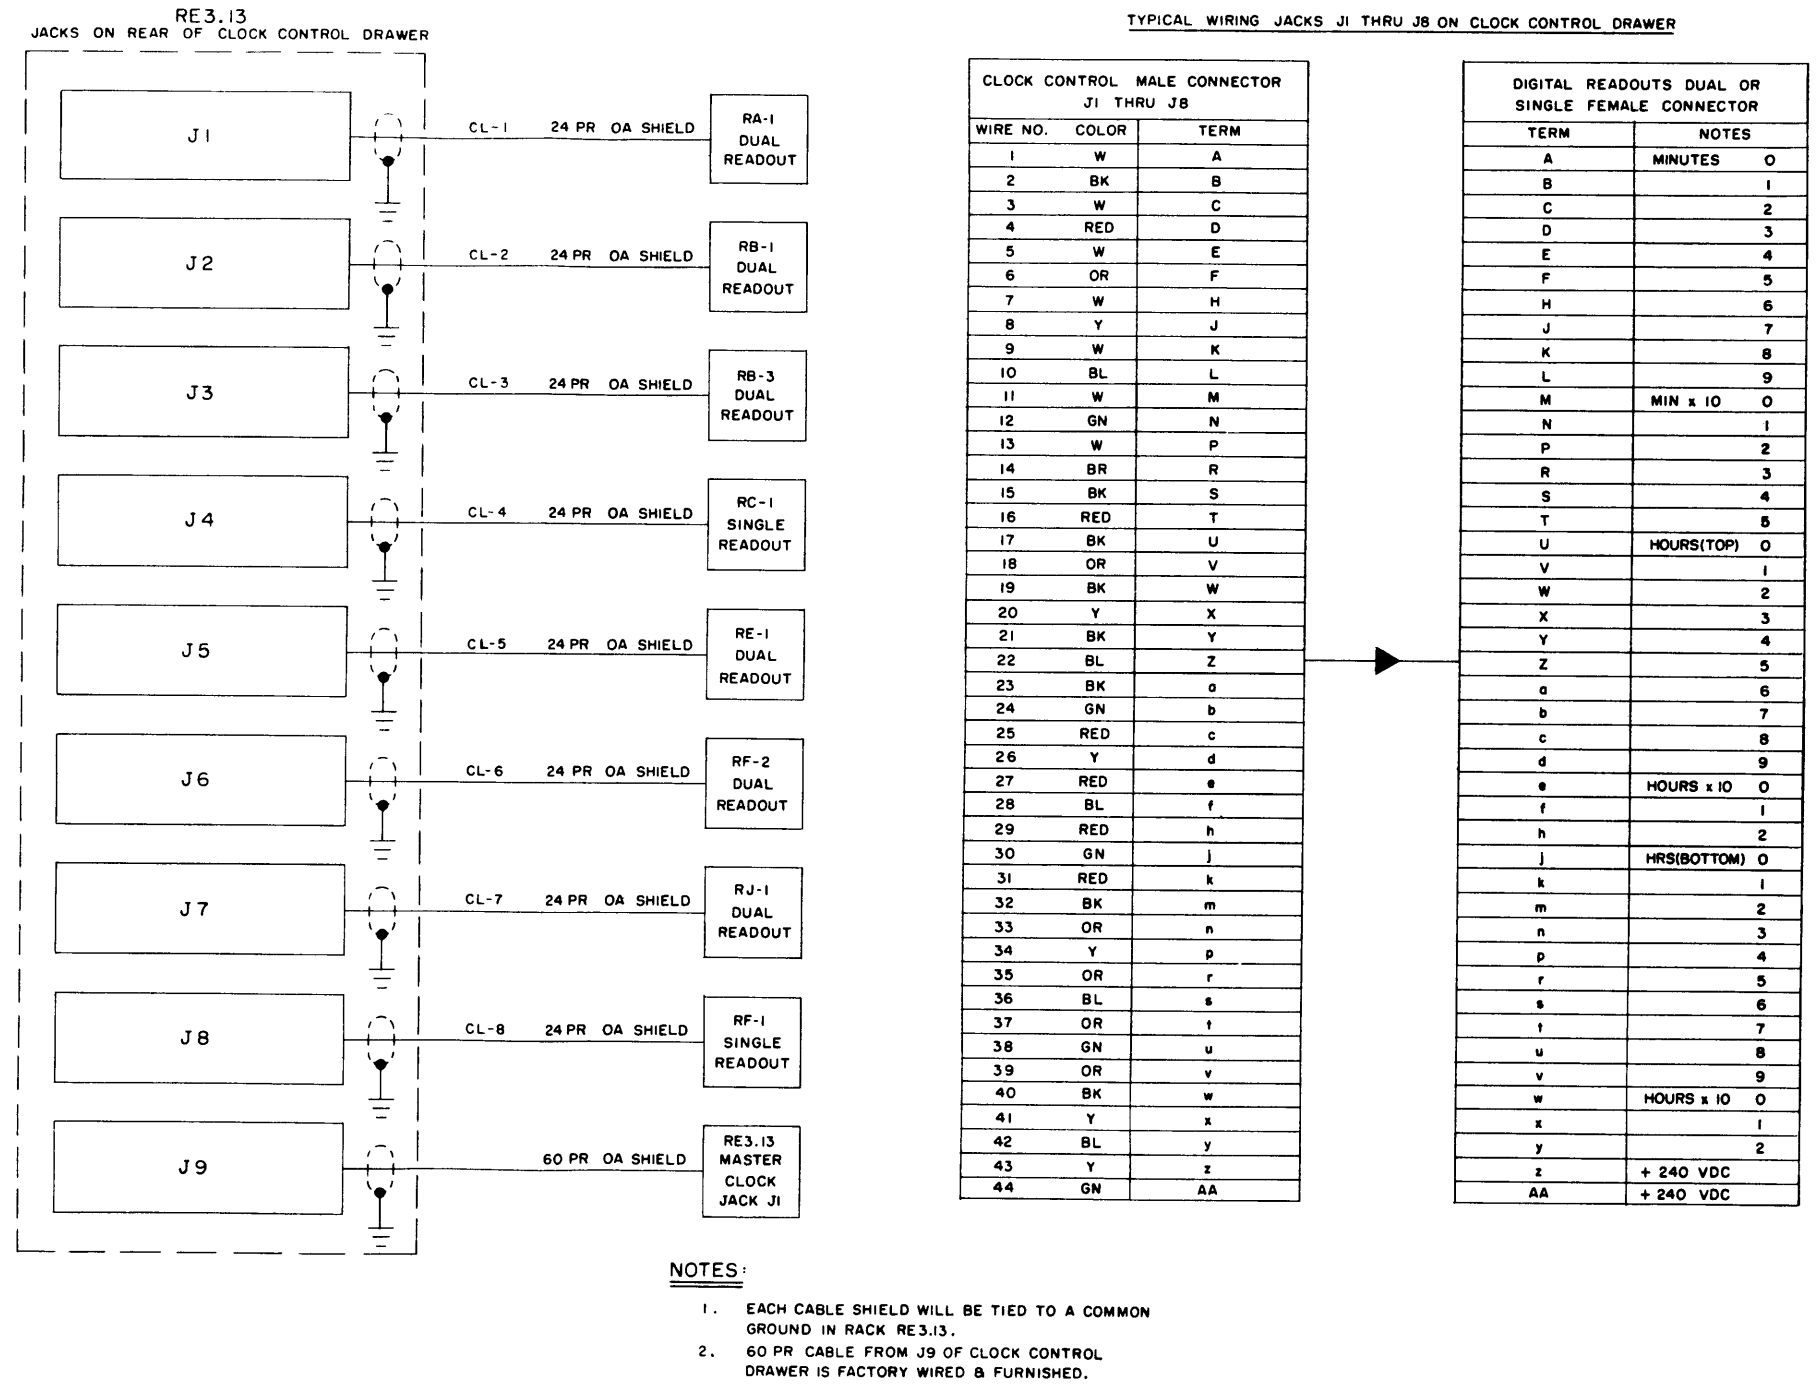 RE3.13
JACKS ON REAR OF CLOCK CONTROL DRAWER
J1
CL-1 24 PR OA SHIELD
RA-1
DUAL
READOUT
J2
CL-2 24 PR OA SHIELD
RB-1
DUAL
READOUT
J3
CL-3 24 PR OA SHIELD
RB-3
DUAL
READOUT
J4
CL-4 24 PR OA SHIELD
RC-1
SINGLE
READOUT
J5
CL-5 24 PR OA SHIELD
RE-1
DUAL
READOUT
J6
CL-6 24 PR OA SHIELD
RF-2
DUAL
READOUT
J7
CL-7 24 PR OA SHIELD
RJ-1
DUAL
READOUT
J8
CL-8 24 PR OA SHIELD
RF-1
SINGLE
READOUT
J9
60 PR OA SHIELD
RE3.13
MASTER
CLOCK
JACK J1
TYPICAL WIRING JACKS J1 THRU J8 ON CLOCK CONTROL DRAWER
CLOCK CONTROL MALE CONNECTOR
J1 THRU J8
WIRE NO. COLOR TERM
1 W A
2 BK B
3 W C
4 RED D
5 W E
6 OR F
7 W H
8 Y J
9 W K
10 BL L
11 W M
12 GN N
13 W P
14 BR R
15 BK S
16 RED T
17 BK U
18 OR V
19 BK W
20 Y X
21 BK Y
22 BL Z
23 BK a
24 GN b
25 RED c
26 Y d
27 RED e
28 BL f
29 RED h
30 GN j
31 RED k
32 BK m
33 OR n
34 Y p
35 OR r
36 BL s
37 OR t
38 GN u
39 OR v
40 BK w
41 Y x
42 BL y
43 Y z
44 GN AA
DIGITAL READOUTS DUAL OR
SINGLE FEMALE CONNECTOR
TERM NOTES
A MINUTES 0
B 1
C 2
D 3
E 4
F 5
H 6
J 7
K 8
L 9
M MIN x 10 0
N 1
P 2
R 3
S 4
T 5
U HOURS(TOP) 0
V 1
W 2
X 3
Y 4
Z 5
a 6
b 7
c 8
d 9
e HOURS x 10 0
f 1
h 2
j HRS(BOTTOM) 0
k 1
m 2
n 3
p 4
r 5
s 6
t 7
u 8
v 9
w HOURS x 10 0
x 1
y 2
z + 240 VDC
AA + 240 VDC
NOTES:
1. EACH CABLE SHIELD WILL BE TIED TO A COMMON
GROUND IN RACK RE3.13.
2. 60 PR CABLE FROM J9 OF CLOCK CONTROL
DRAWER IS FACTORY WIRED & FURNISHED.